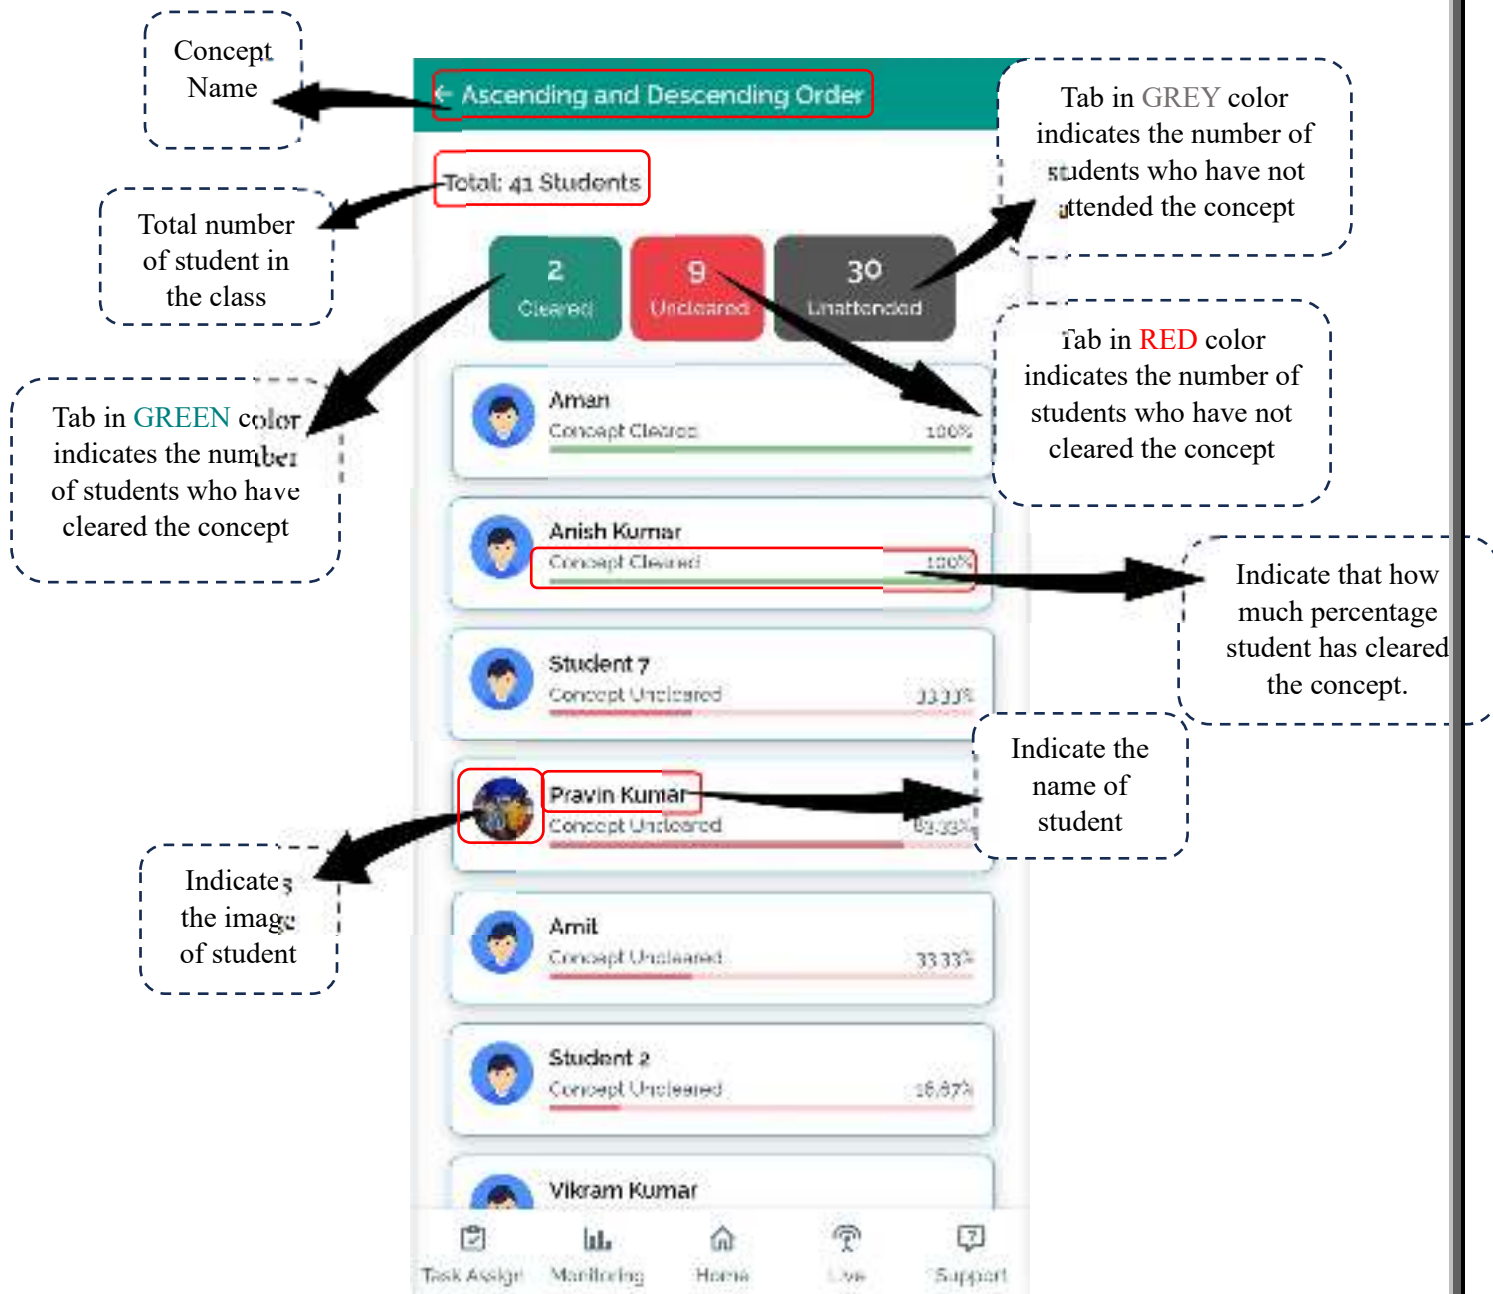 Concept
Name
← Ascending and Descending Order
Tab in GREY color
indicates the number of
students who have not
attended the concept
Total: 41 Students
Total number
of student in
the class
2
Cleared
9
Uncleared
30
Unattended
Tab in RED color
indicates the number of
students who have not
cleared the concept
Tab in GREEN color
indicates the number
of students who have
cleared the concept
Aman
Concept Cleared 100%
Anish Kumar
Concept Cleared 100%
Indicate that how
much percentage
student has cleared
the concept.
Student 7
Concept Uncleared 33.33%
Indicate the
name of
student
Pravin Kumar
Concept Uncleared 83.33%
Indicates
the image
of student
Amit
Concept Uncleared 33.33%
Student 2
Concept Uncleared 16.67%
Vikram Kumar
Task Assign Monitoring Home Live Support